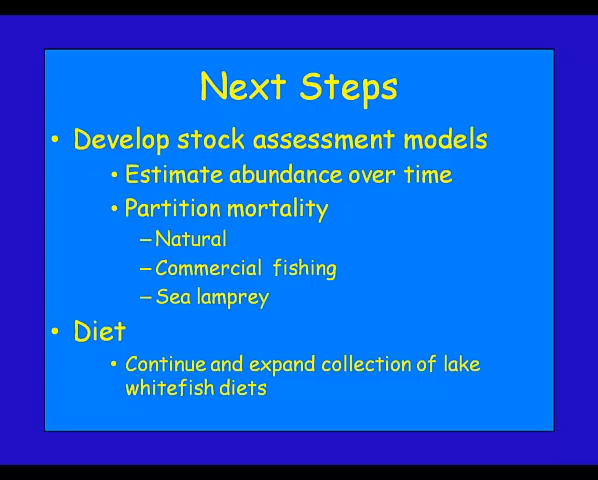 Next Steps
• Develop stock assessment models
• Estimate abundance over time
• Partition mortality
– Natural
– Commercial fishing
– Sea lamprey
• Diet
• Continue and expand collection of lake
whitefish diets